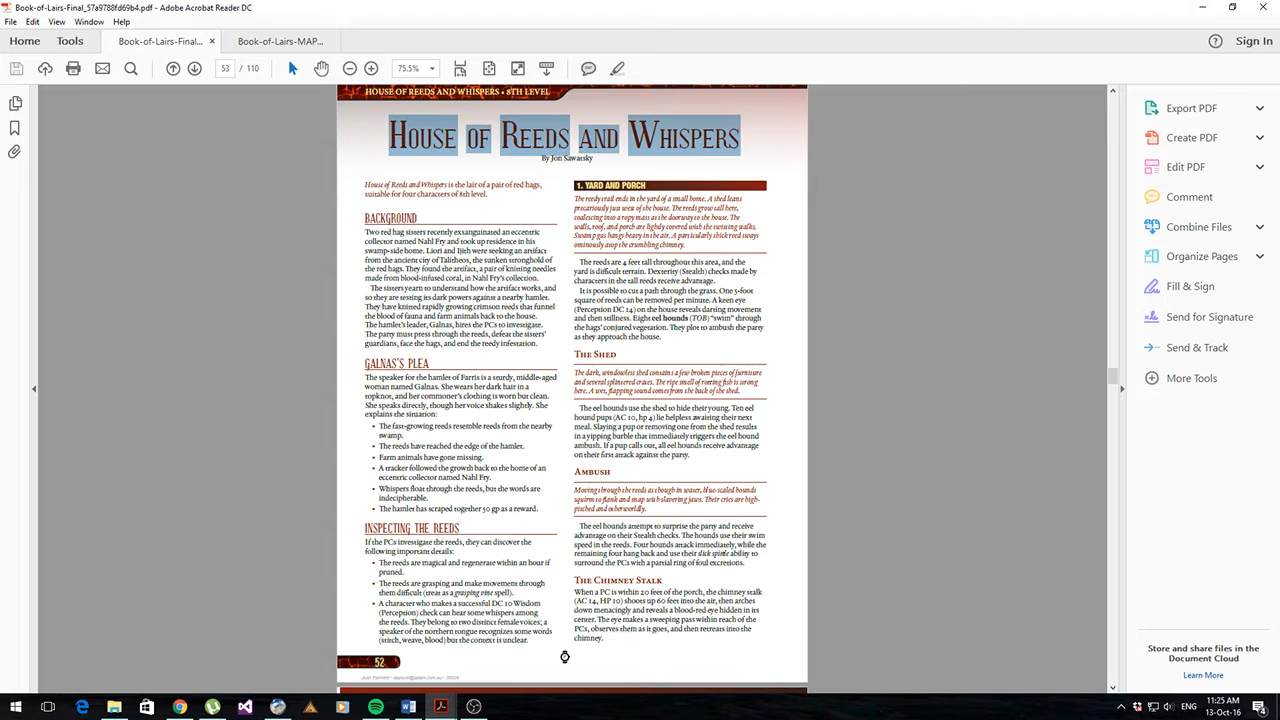 Book-of-Lairs-Final_57a9788fd69b4.pdf - Adobe Acrobat Reader DC
File Edit View Window Help
Home Tools Book-of-Lairs-Final... × Book-of-Lairs-MAP... Sign In
53 / 110 75.5%
HOUSE OF REEDS AND WHISPERS • 8TH LEVEL
HOUSE OF REEDS AND WHISPERS
By Jon Sawatsky
House of Reeds and Whispers is the lair of a pair of red hags,
suitable for four characters of 8th level.
BACKGROUND
Two red hag sisters recently exsanguinated an eccentric
collector named Nahl Fry and took up residence in his
swamp-side home. Liori and Ijieh were seeking an artifact
from the ancient city of Talitheos, the sunken stronghold of
the red hags. They found the artifact, a pair of knitting needles
made from blood-infused coral, in Nahl Fry's collection.
The sisters yearn to understand how the artifact works, and
so they are testing its dark powers against a nearby hamlet.
They have knitted rapidly growing crimson reeds that funnel
the blood of fauna and farm animals back to the house.
The hamlet's leader, Galnas, hires the PCs to investigate.
The party must press through the reeds, defeat the sisters'
guardians, face the hags, and end the reedy infestation.
GALNAS'S PLEA
The speaker for the hamlet of Farris is a sturdy, middle-aged
woman named Galnas. She wears her dark hair in a
topknot, and her commoner's clothing is worn but clean.
She speaks directly, though her voice shakes slightly. She
explains the situation:
• The fast-growing reeds resemble reeds from the nearby
swamp.
• The reeds have reached the edge of the hamlet.
• Farm animals have gone missing.
• A tracker followed the growth back to the home of an
eccentric collector named Nahl Fry.
• Whispers float through the reeds, but the words are
indecipherable.
• The hamlet has scraped together 50 gp as a reward.
INSPECTING THE REEDS
If the PCs investigate the reeds, they can discover the
following important details:
• The reeds are magical and regenerate within an hour if
pruned.
• The reeds are grasping and make movement through
them difficult (treat as a grasping vine spell).
• A character who makes a successful DC 10 Wisdom
(Perception) check can hear some whispers among
the reeds. They belong to two distinct female voices; a
speaker of the northern tongue recognizes some words
(stitch, weave, blood) but the context is unclear.
52
1. YARD AND PORCH
The reedy trail ends in the yard of a small home. A shed leans
precariously just west of the house. The reeds grow tall here,
coalescing into a ropy mass as the doorway to the house. The
walls, roof, and porch are lightly covered with the twisting stalks.
Swamp gas hangs heavy in the air. A particularly thick reed sways
ominously atop the crumbling chimney.
The reeds are 4 feet tall throughout this area, and the
yard is difficult terrain. Dexterity (Stealth) checks made by
characters in the tall reeds receive advantage.
It is possible to cut a path through the grass. One 5-foot
square of reeds can be removed per minute. A keen eye
(Perception DC 14) on the house reveals darting movement
and then stillness. Eight eel hounds (TOB) "swim" through
the hags' conjured vegetation. They plot to ambush the party
as they approach the house.
THE SHED
The dark, windowless shed contains a few broken pieces of furniture
and several splintered crates. The ripe smell of rotting fish is strong
here. A wet, flapping sound comes from the back of the shed.
The eel hounds use the shed to hide their young. Ten eel
hound pups (AC 10, hp 4) lie helpless awaiting their next
meal. Slaying a pup or removing one from the shed results
in a yipping burble that immediately triggers the eel hound
ambush. If a pup calls out, all eel hounds receive advantage
on their first attack against the party.
AMBUSH
Moving through the reeds as though in water, blue-scaled hounds
squirm to flank and snap with slavering jaws. Their cries are high-
pitched and otherworldly.
The eel hounds attempt to surprise the party and receive
advantage on their Stealth checks. The hounds use their swim
speed in the reeds. Four hounds attack immediately, while the
remaining four hang back and use their slick spittle ability to
surround the PCs with a partial ring of foul excretions.
THE CHIMNEY STALK
When a PC is within 20 feet of the porch, the chimney stalk
(AC 14, HP 10) shoots up 60 feet into the air, then arches
down menacingly and reveals a blood-red eye hidden in its
center. The eye makes a sweeping pass within reach of the
PCs, observes them as it goes, and then retreats into the
chimney.
Export PDF
Create PDF
Edit PDF
Comment
Combine Files
Organize Pages
Fill & Sign
Send for Signature
Send & Track
More Tools
Store and share files in the
Document Cloud
Learn More
11:25 AM
13-Oct-16